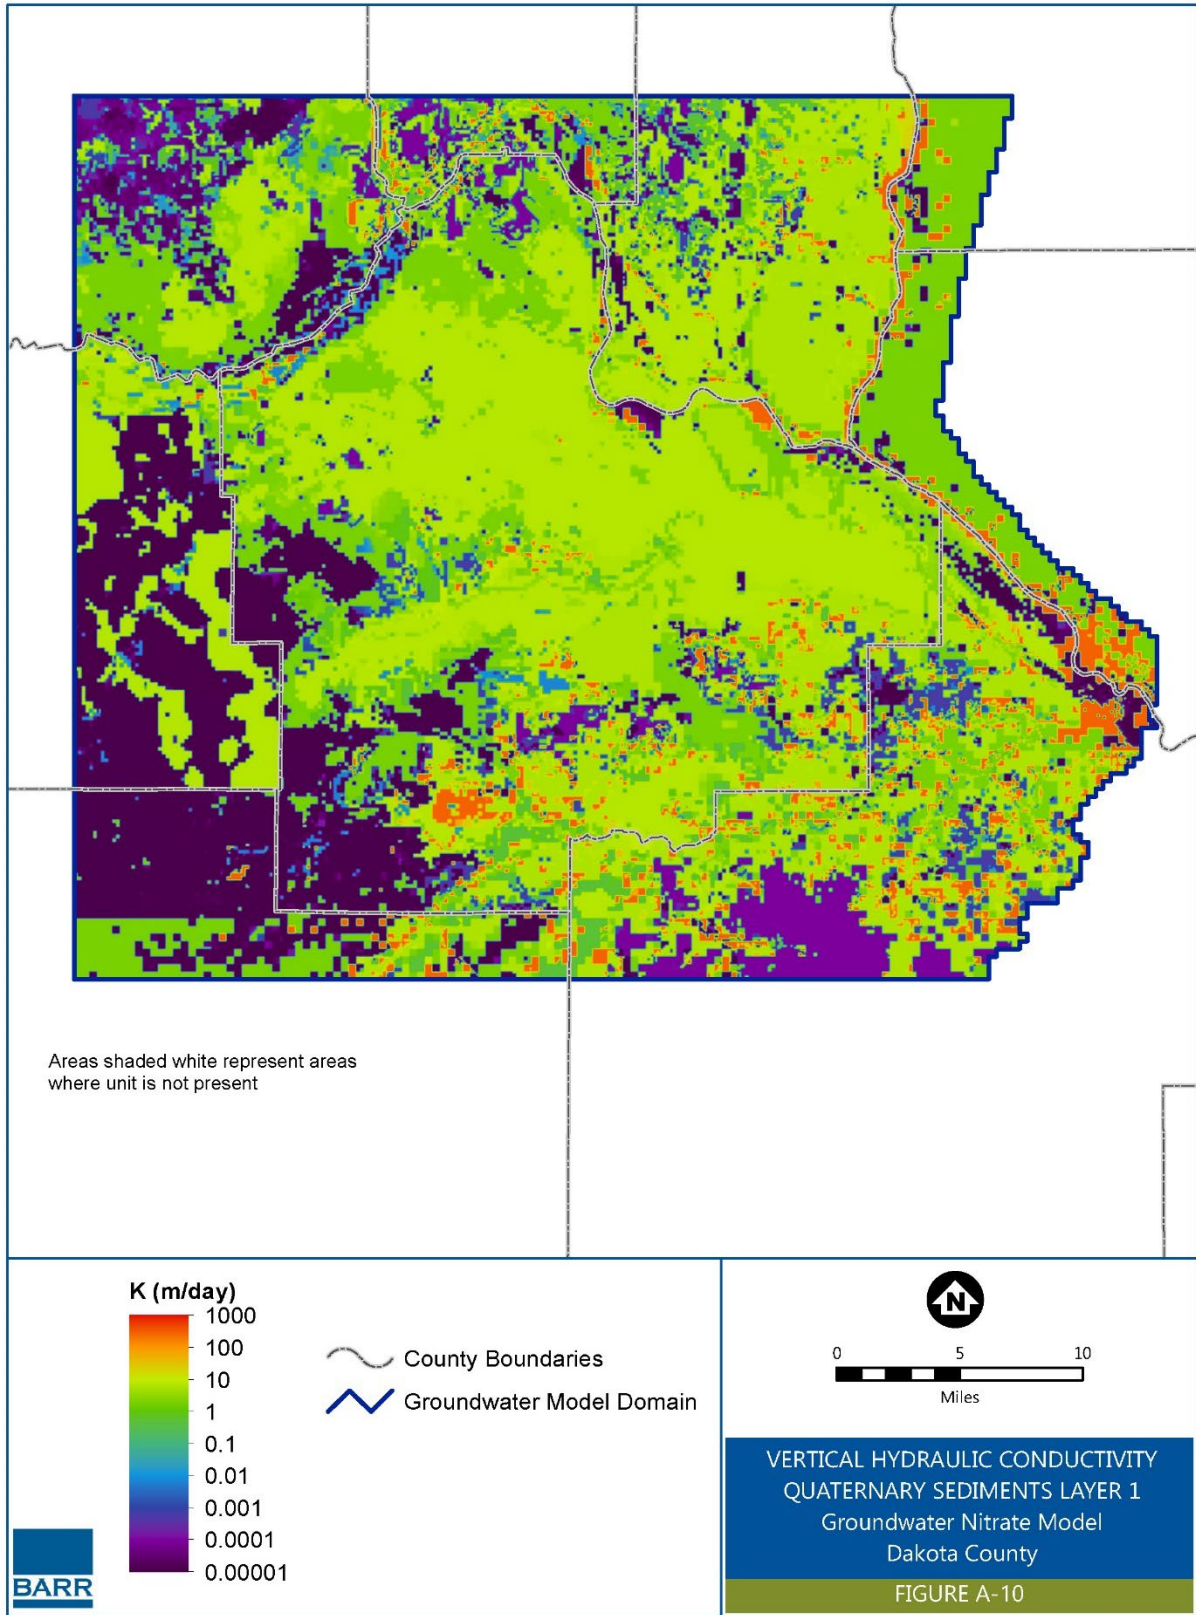 Areas shaded white represent areas
where unit is not present
K (m/day)
1000
100
10
1
0.1
0.01
0.001
0.0001
0.00001
County Boundaries
Groundwater Model Domain
N
0 5 10
Miles
BARR
VERTICAL HYDRAULIC CONDUCTIVITY
QUATERNARY SEDIMENTS LAYER 1
Groundwater Nitrate Model
Dakota County
FIGURE A-10